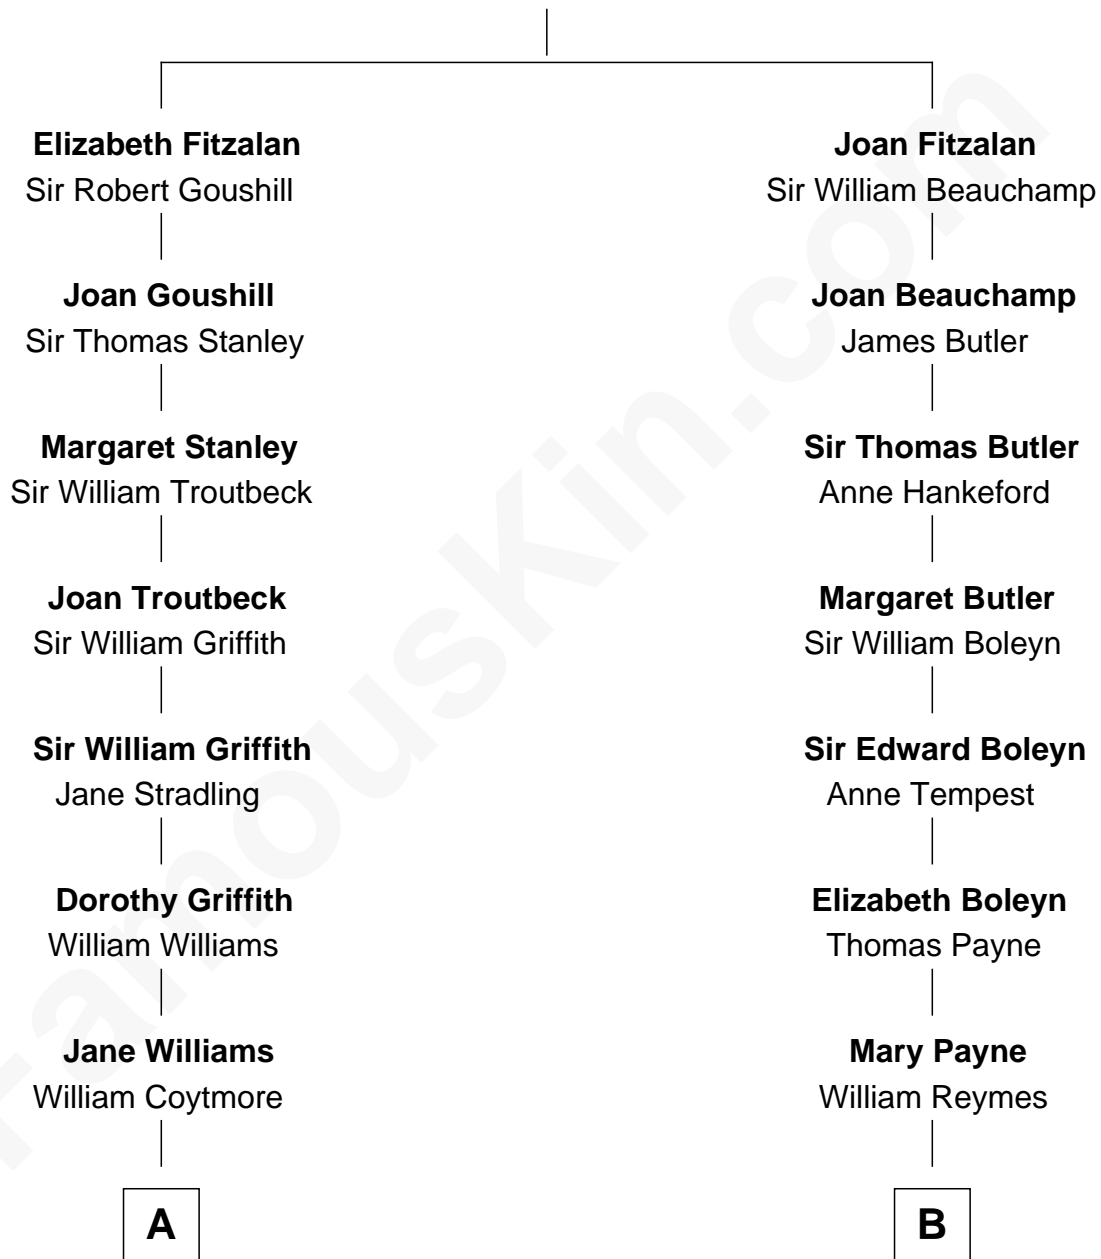 Elizabeth Fitzalan
Sir Robert Goushill
Joan Goushill
Sir Thomas Stanley
Margaret Stanley
Sir William Troutbeck
Joan Troutbeck
Sir William Griffith
Sir William Griffith
Jane Stradling
Dorothy Griffith
William Williams
Jane Williams
William Coytmore
A
Joan Fitzalan
Sir William Beauchamp
Joan Beauchamp
James Butler
Sir Thomas Butler
Anne Hankeford
Margaret Butler
Sir William Boleyn
Sir Edward Boleyn
Anne Tempest
Elizabeth Boleyn
Thomas Payne
Mary Payne
William Reymes
B
FamousKin.com